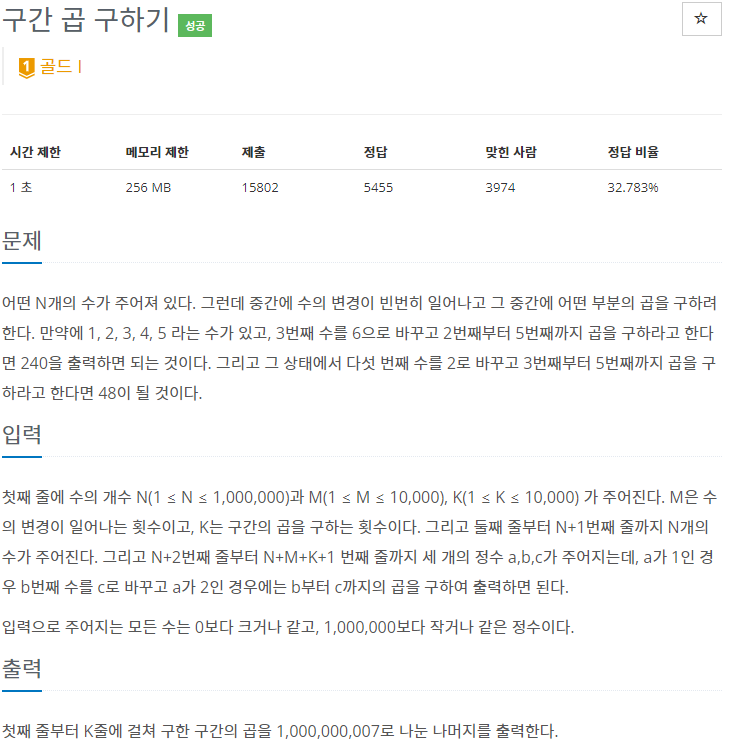 구간 곱 구하기 성공
☆
1 골드 I
시간 제한 메모리 제한 제출 정답 맞힌 사람 정답 비율
1 초 256 MB 15802 5455 3974 32.783%
문제
어떤 N개의 수가 주어져 있다. 그런데 중간에 수의 변경이 빈번히 일어나고 그 중간에 어떤 부분의 곱을 구하려
한다. 만약에 1, 2, 3, 4, 5 라는 수가 있고, 3번째 수를 6으로 바꾸고 2번째부터 5번째까지 곱을 구하라고 한다
면 240을 출력하면 되는 것이다. 그리고 그 상태에서 다섯 번째 수를 2로 바꾸고 3번째부터 5번째까지 곱을 구
하라고 한다면 48이 될 것이다.
입력
첫째 줄에 수의 개수 N(1 ≤ N ≤ 1,000,000)과 M(1 ≤ M ≤ 10,000), K(1 ≤ K ≤ 10,000) 가 주어진다. M은 수
의 변경이 일어나는 횟수이고, K는 구간의 곱을 구하는 횟수이다. 그리고 둘째 줄부터 N+1번째 줄까지 N개의
수가 주어진다. 그리고 N+2번째 줄부터 N+M+K+1 번째 줄까지 세 개의 정수 a,b,c가 주어지는데, a가 1인 경
우 b번째 수를 c로 바꾸고 a가 2인 경우에는 b부터 c까지의 곱을 구하여 출력하면 된다.
입력으로 주어지는 모든 수는 0보다 크거나 같고, 1,000,000보다 작거나 같은 정수이다.
출력
첫째 줄부터 K줄에 걸쳐 구한 구간의 곱을 1,000,000,007로 나눈 나머지를 출력한다.